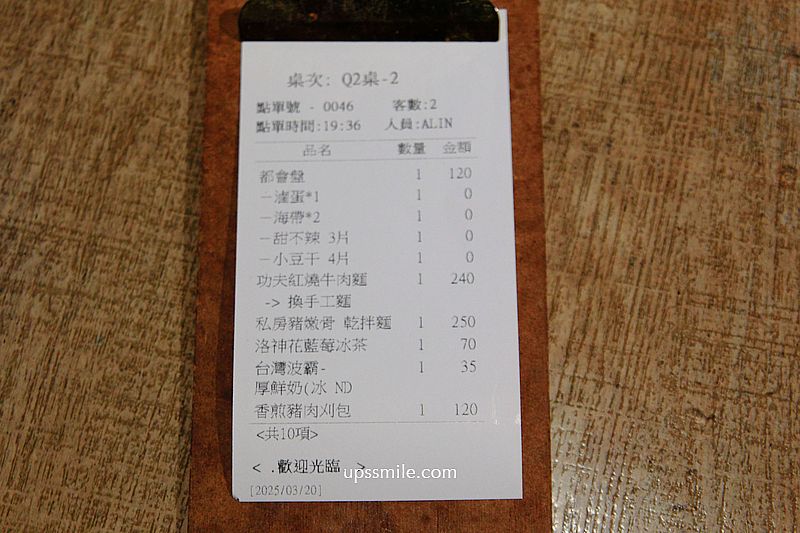 桌次: Q2桌-2
點單號 - 0046 客數:2
點單時間:19:36 人員:ALIN
品名 數量 金額
都會盤 1 120
－滷蛋*1 1 0
－海帶*2 1 0
－甜不辣 3片 1 0
－小豆干 4片 1 0
功夫紅燒牛肉麵 1 240
-> 換手工麵
私房豬嫩骨 乾拌麵 1 250
洛神花藍莓冰茶 1 70
台灣波霸- 1 35
厚鮮奶(冰 ND
香煎豬肉刈包 1 120
<共10項>
< .歡迎光臨 >
upssmile.com
[2025/03/20]